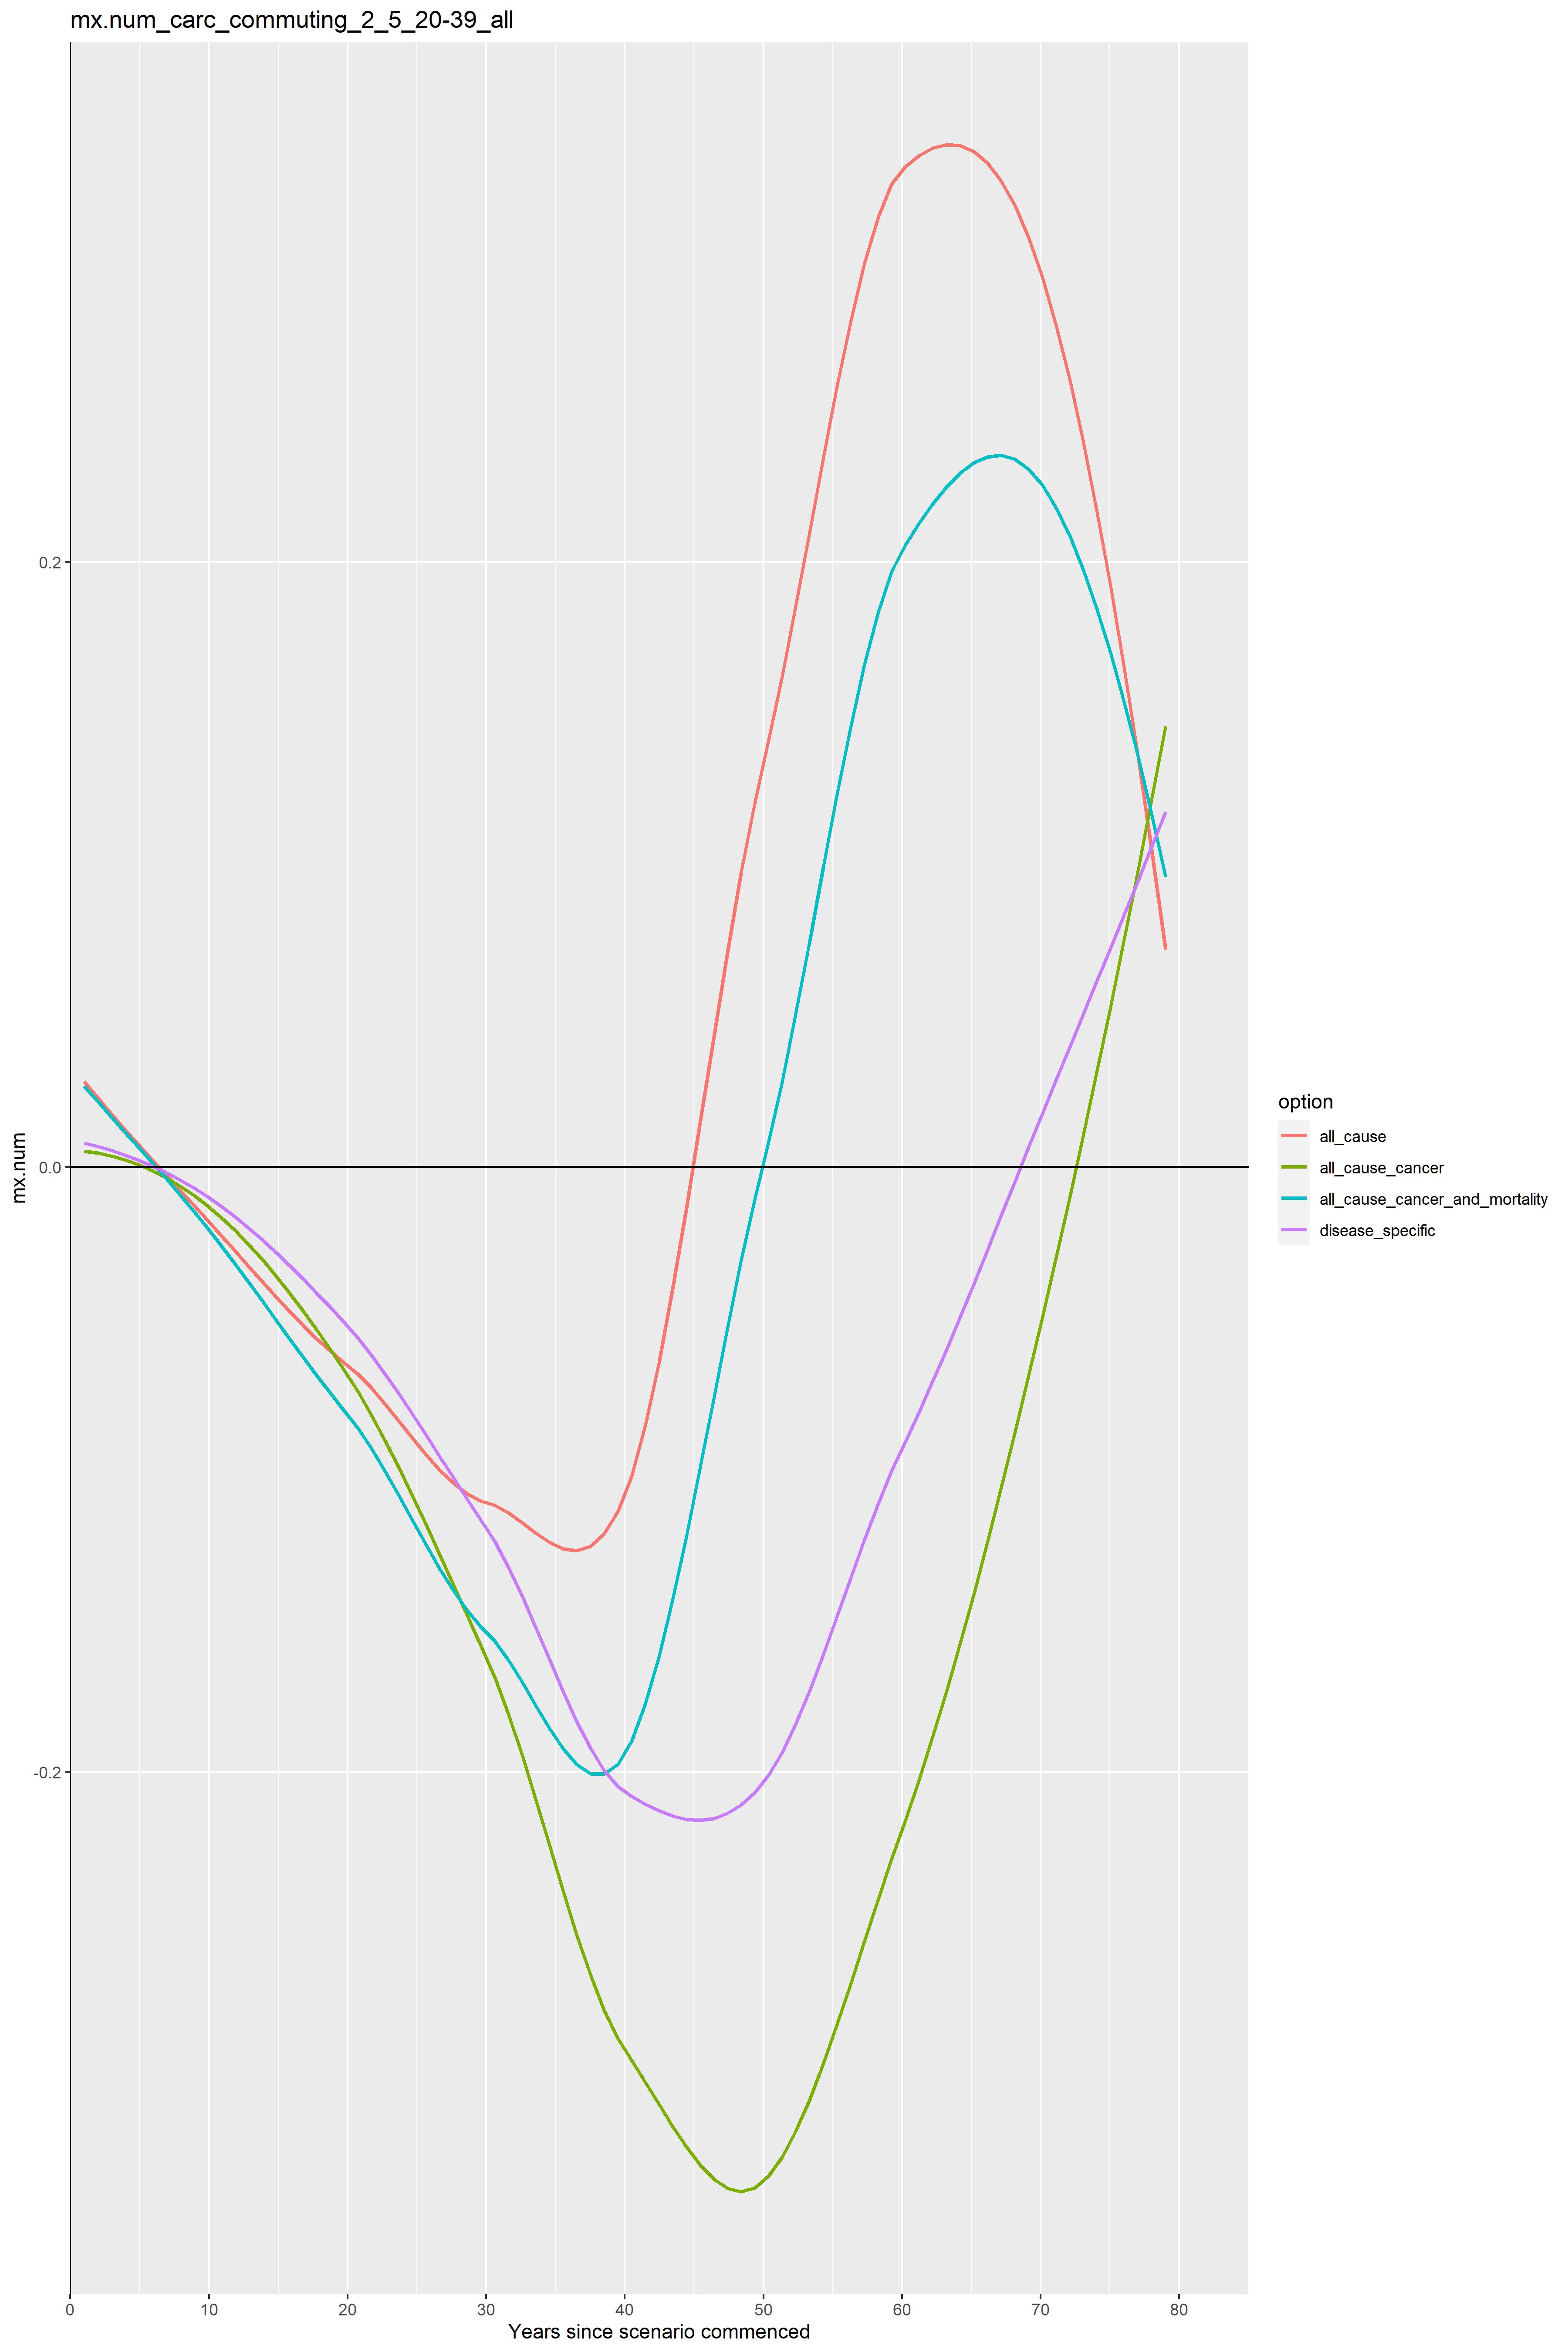 mx.num_carc_commuting_2_5_20-39_all
mx.num
0.2
0.0
-0.2
0 10 20 30 40 50 60 70 80
Years since scenario commenced
option
all_cause
all_cause_cancer
all_cause_cancer_and_mortality
disease_specific